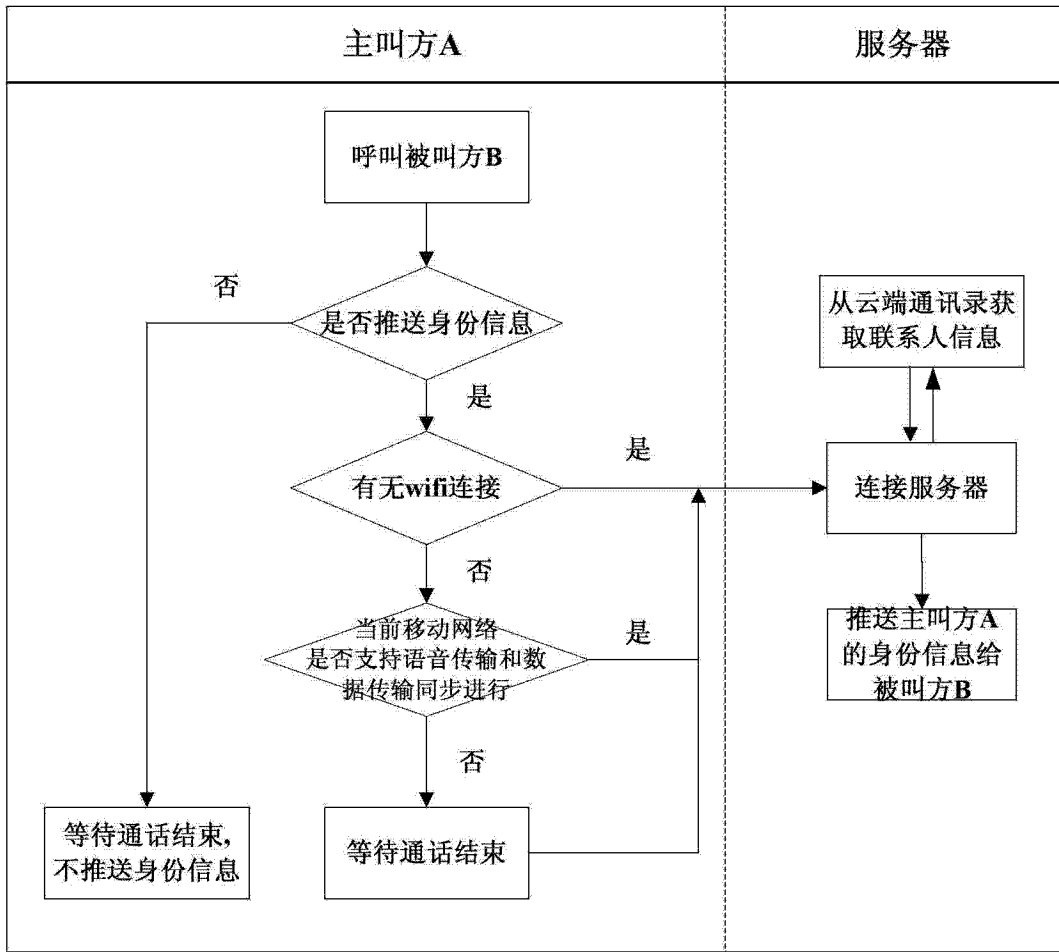 主叫方A
服务器
呼叫被叫方B
否
是否推送身份信息
是
从云端通讯录获
取联系人信息
是
有无wifi连接
连接服务器
否
当前移动网络
是否支持语音传输和数
据传输同步进行
是
推送主叫方A
的身份信息给
被叫方B
否
等待通话结束,
不推送身份信息
等待通话结束